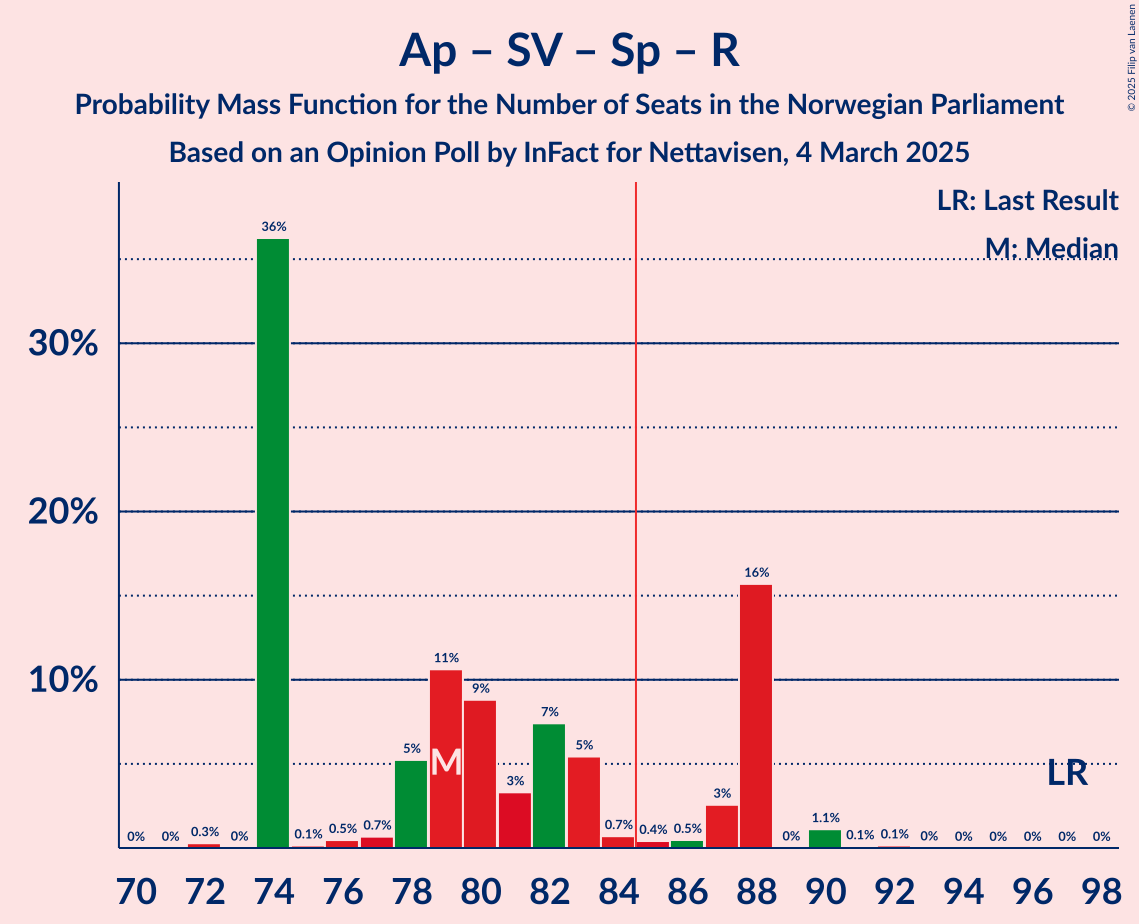 Ap – SV – Sp – R
Probability Mass Function for the Number of Seats in the Norwegian Parliament
Based on an Opinion Poll by InFact for Nettavisen, 4 March 2025
© 2025 Filip van Laenen
LR: Last Result
M: Median
30%
20%
10%
0% 0% 0.3% 0% 36% 0.1% 0.5% 0.7% 5% 11% 9% 3% 7% 5% 0.7% 0.4% 0.5% 3% 16% 0% 1.1% 0.1% 0.1% 0% 0% 0% 0% 0% 0%
M
LR
70 72 74 76 78 80 82 84 86 88 90 92 94 96 98